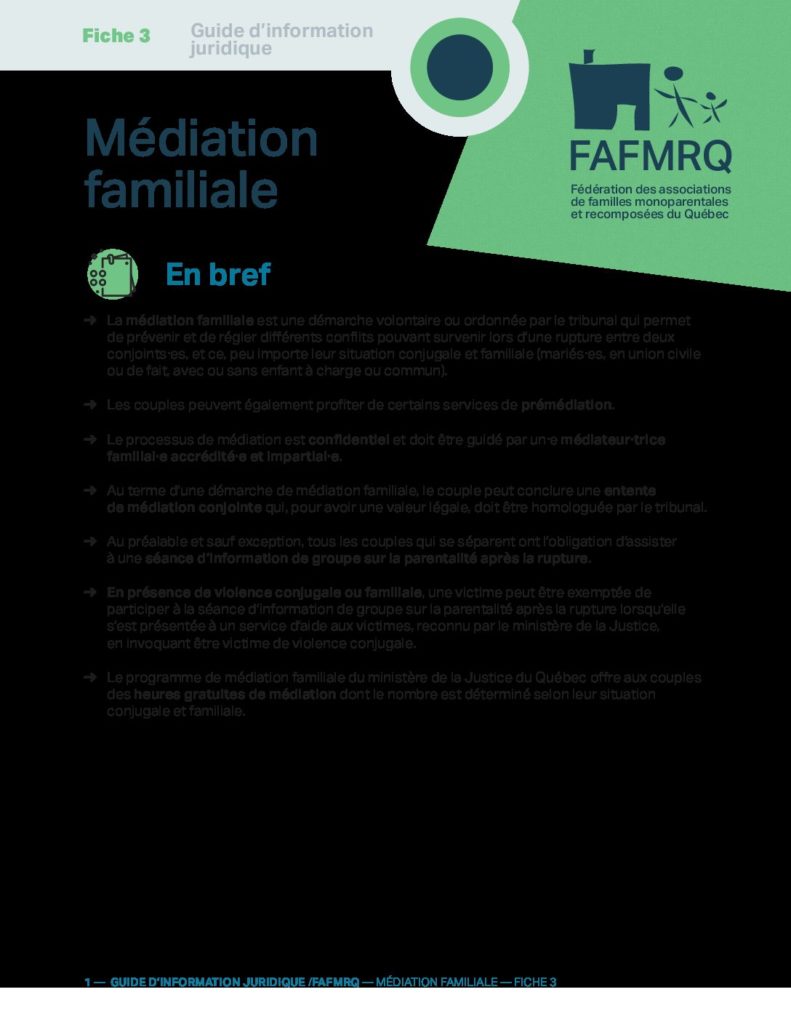 Fiche 3
Guide d’information
juridique
FAFMRQ
Fédération des associations
de familles monoparentales
et recomposées du Québec
Médiation
familiale
En bref
➔ La médiation familiale est une démarche volontaire ou ordonnée par le tribunal qui permet
de prévenir et de régler différents conflits pouvant survenir lors d’une rupture entre deux
conjoints·es, et ce, peu importe leur situation conjugale et familiale (mariés·es, en union civile
ou de fait, avec ou sans enfant à charge ou commun).
➔ Les couples peuvent également profiter de certains services de prémédiation.
➔ Le processus de médiation est confidentiel et doit être guidé par un·e médiateur·trice
familial·e accrédité·e et impartial·e.
➔ Au terme d’une démarche de médiation familiale, le couple peut conclure une entente
de médiation conjointe qui, pour avoir une valeur légale, doit être homologuée par le tribunal.
➔ Au préalable et sauf exception, tous les couples qui se séparent ont l’obligation d’assister
à une séance d’information de groupe sur la parentalité après la rupture.
➔ En présence de violence conjugale ou familiale, une victime peut être exemptée de
participer à la séance d’information de groupe sur la parentalité après la rupture lorsqu’elle
s’est présentée à un service d’aide aux victimes, reconnu par le ministère de la Justice,
en invoquant être victime de violence conjugale.
➔ Le programme de médiation familiale du ministère de la Justice du Québec offre aux couples
des heures gratuites de médiation dont le nombre est déterminé selon leur situation
conjugale et familiale.
1 — GUIDE D’INFORMATION JURIDIQUE /FAFMRQ — MÉDIATION FAMILIALE — FICHE 3